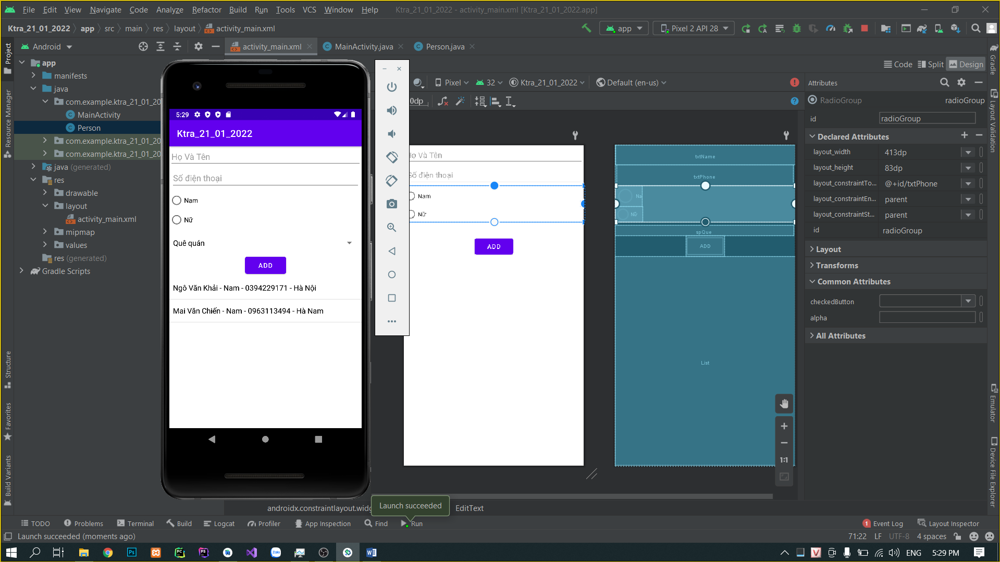 File Edit View Navigate Code Analyze Refactor Build Run Tools VCS Window Help Ktra_21_01_2022 - activity_main.xml [Ktra_21_01_2022.app]
Ktra_21_01_2022 app src main res layout activity_main.xml app Pixel 2 API 28
Android activity_main.xml MainActivity.java Person.java
Project
Resource Manager
Structure
Favorites
Build Variants
app
manifests
java
com.example.ktra_21_01_20
MainActivity
Person
com.example.ktra_21_01_20
com.example.ktra_21_01_20
java (generated)
res
drawable
layout
activity_main.xml
mipmap
values
res (generated)
Gradle Scripts
5:29
Ktra_21_01_2022
Họ Và Tên
Số điện thoại
Nam
Nữ
Quê quán
ADD
Ngô Văn Khải - Nam - 0394229171 - Hà Nội
Mai Văn Chiến - Nam - 0963113494 - Hà Nam
Code Split Design
Pixel 32 Ktra_21_01_2022 Default (en-us)
0dp
Họ Và Tên
Số điện thoại
Nam
Nữ
ADD
txtName
txtPhone
Na
Nữ
spQue
ADD
List
1:1
Attributes
RadioGroup radioGroup
id radioGroup
Declared Attributes
layout_width 413dp
layout_height 83dp
layout_constraintTo... @+id/txtPhone
layout_constraintEn... parent
layout_constraintSt... parent
id radioGroup
Layout
Transforms
Common Attributes
checkedButton
alpha
All Attributes
Gradle
Layout Validation
Emulator
Device File Explorer
androidx.constraintlayout.widg
Launch succeeded
EditText
TODO Problems Terminal Build Logcat Profiler App Inspection Find Run 1 Event Log Layout Inspector
Launch succeeded (moments ago) 71:22 LF UTF-8 4 spaces
Ps PC PS Zalo W V ENG 5:29 PM